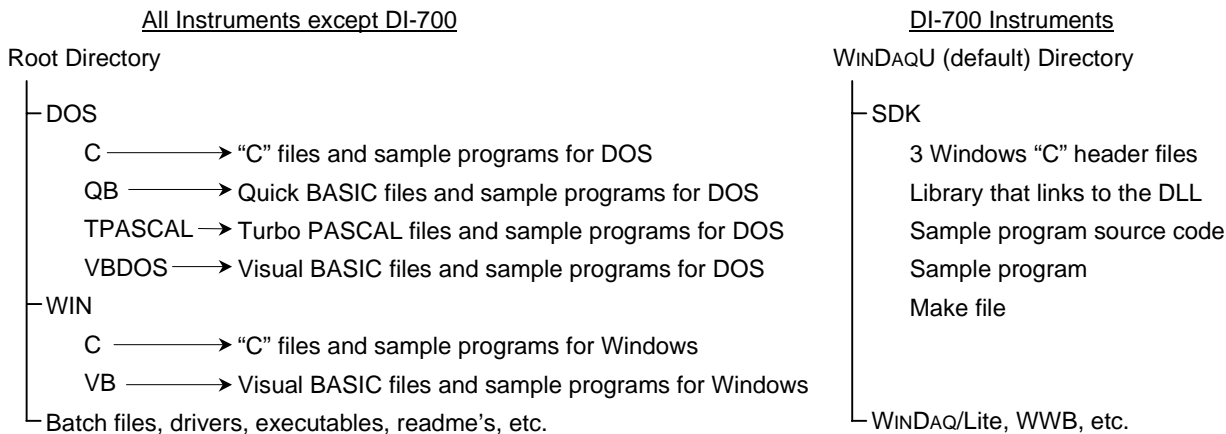 All Instruments except DI-700
Root Directory
DOS
C “C” files and sample programs for DOS
QB Quick BASIC files and sample programs for DOS
TPASCAL Turbo PASCAL files and sample programs for DOS
VBDOS Visual BASIC files and sample programs for DOS
WIN
C “C” files and sample programs for Windows
VB Visual BASIC files and sample programs for Windows
Batch files, drivers, executables, readme's, etc.
DI-700 Instruments
WINDAQU (default) Directory
SDK
3 Windows “C” header files
Library that links to the DLL
Sample program source code
Sample program
Make file
WINDAQ/Lite, WWB, etc.